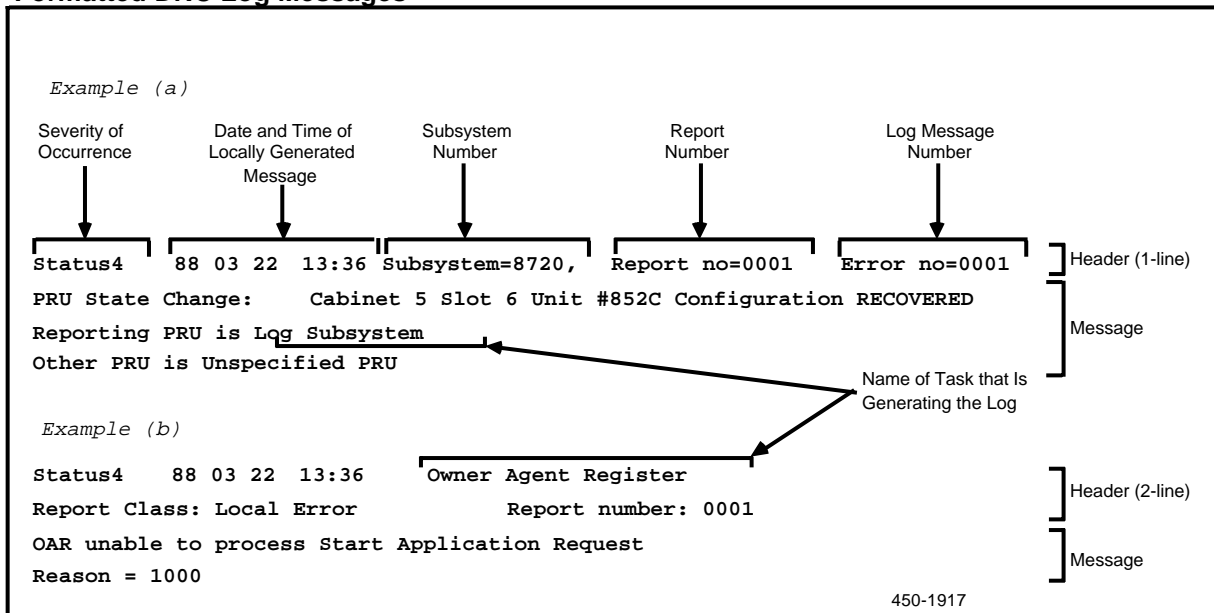 Example (a)
Severity of
Occurrence
Date and Time of
Locally Generated
Message
Subsystem
Number
Report
Number
Log Message
Number
Status4 88 03 22 13:36 Subsystem=8720, Report no=0001 Error no=0001
Header (1-line)
PRU State Change: Cabinet 5 Slot 6 Unit #852C Configuration RECOVERED
Reporting PRU is Log Subsystem
Message
Other PRU is Unspecified PRU
Name of Task that Is
Generating the Log
Example (b)
Status4 88 03 22 13:36 Owner Agent Register
Report Class: Local Error Report number: 0001
Header (2-line)
OAR unable to process Start Application Request
Reason = 1000
Message
450-1917